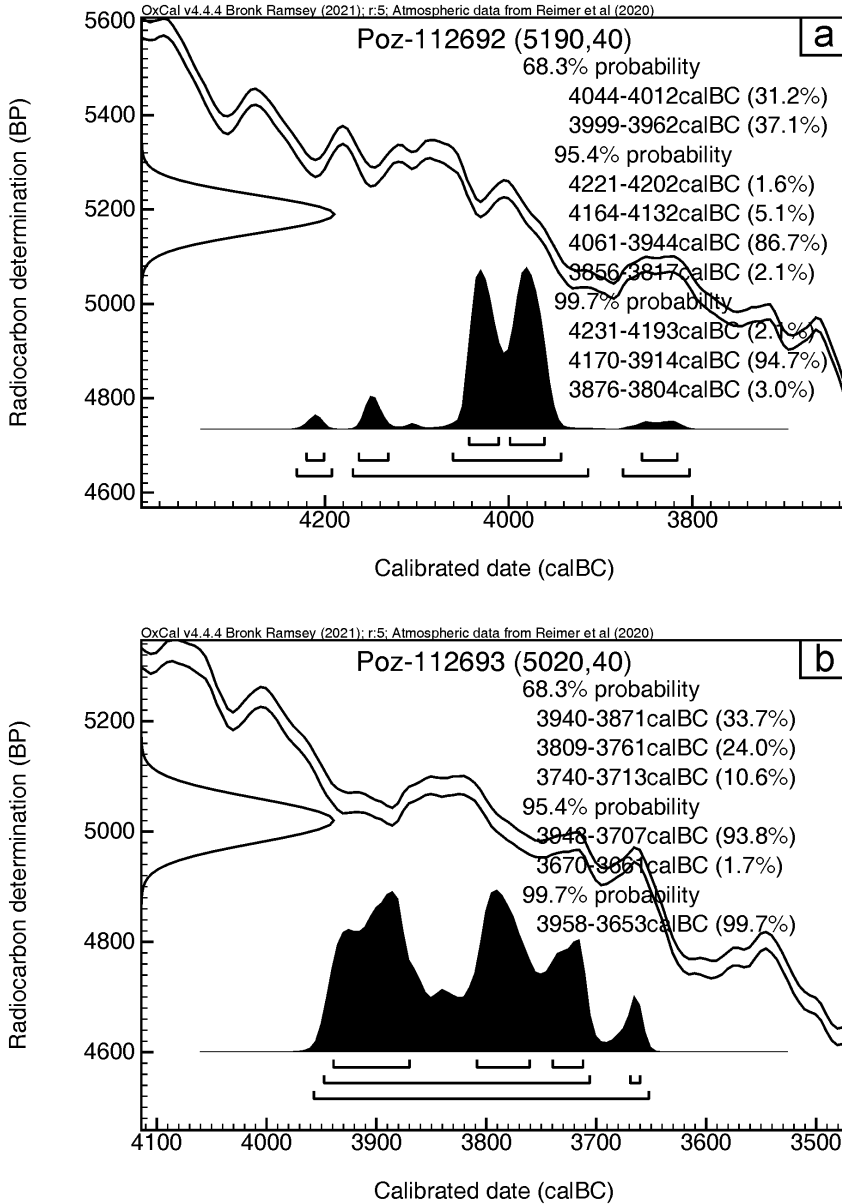 OxCal v4.4.4 Bronk Ramsey (2021); r:5; Atmospheric data from Reimer et al (2020)
a
Poz-112692 (5190,40)
68.3% probability
4044-4012calBC (31.2%)
3999-3962calBC (37.1%)
95.4% probability
4221-4202calBC (1.6%)
4164-4132calBC (5.1%)
4061-3944calBC (86.7%)
3856-3817calBC (2.1%)
99.7% probability
4231-4193calBC (2.1%)
4170-3914calBC (94.7%)
3876-3804calBC (3.0%)
Radiocarbon determination (BP)
5600
5400
5200
5000
4800
4600
4200 4000 3800
Calibrated date (calBC)
OxCal v4.4.4 Bronk Ramsey (2021); r:5; Atmospheric data from Reimer et al (2020)
b
Poz-112693 (5020,40)
68.3% probability
3940-3871calBC (33.7%)
3809-3761calBC (24.0%)
3740-3713calBC (10.6%)
95.4% probability
3948-3707calBC (93.8%)
3670-3661calBC (1.7%)
99.7% probability
3958-3653calBC (99.7%)
Radiocarbon determination (BP)
5200
5000
4800
4600
4100 4000 3900 3800 3700 3600 3500
Calibrated date (calBC)